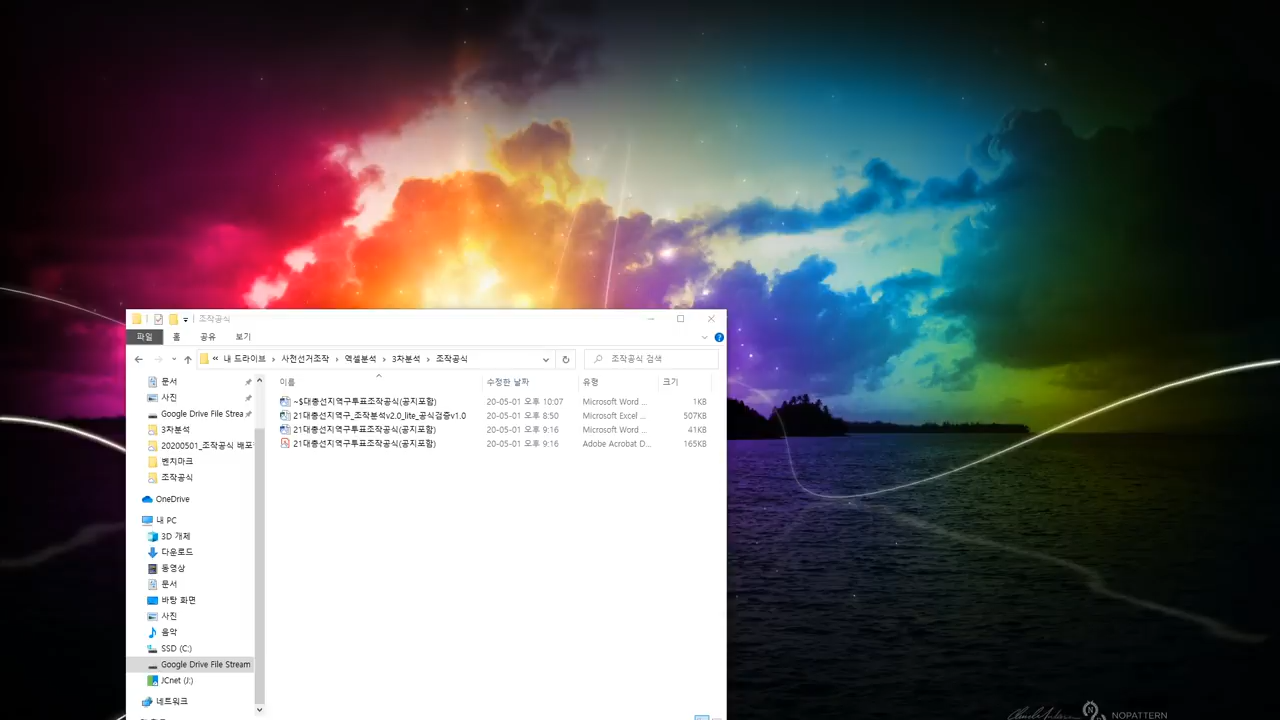 조작공식
파일 홈 공유 보기
« 내 드라이브 › 사전선거조작 › 엑셀분석 › 3차분석 › 조작공식
조작공식 검색
문서
사진
Google Drive File Strea
3차분석
20200501_조작공식 배포
벤치마크
조작공식
OneDrive
내 PC
3D 개체
다운로드
동영상
문서
바탕 화면
사진
음악
SSD (C:)
Google Drive File Stream
JCnet (J:)
네트워크
이름 수정한 날짜 유형 크기
~$대총선지역구투표조작공식(공지포함) 20-05-01 오후 10:07 Microsoft Word ... 1KB
21대총선지역구_조작분석v2.0_lite_공식검증v1.0 20-05-01 오후 8:50 Microsoft Excel ... 507KB
21대총선지역구투표조작공식(공지포함) 20-05-01 오후 9:16 Microsoft Word ... 41KB
21대총선지역구투표조작공식(공지포함) 20-05-01 오후 9:16 Adobe Acrobat D... 165KB
NOPATTERN